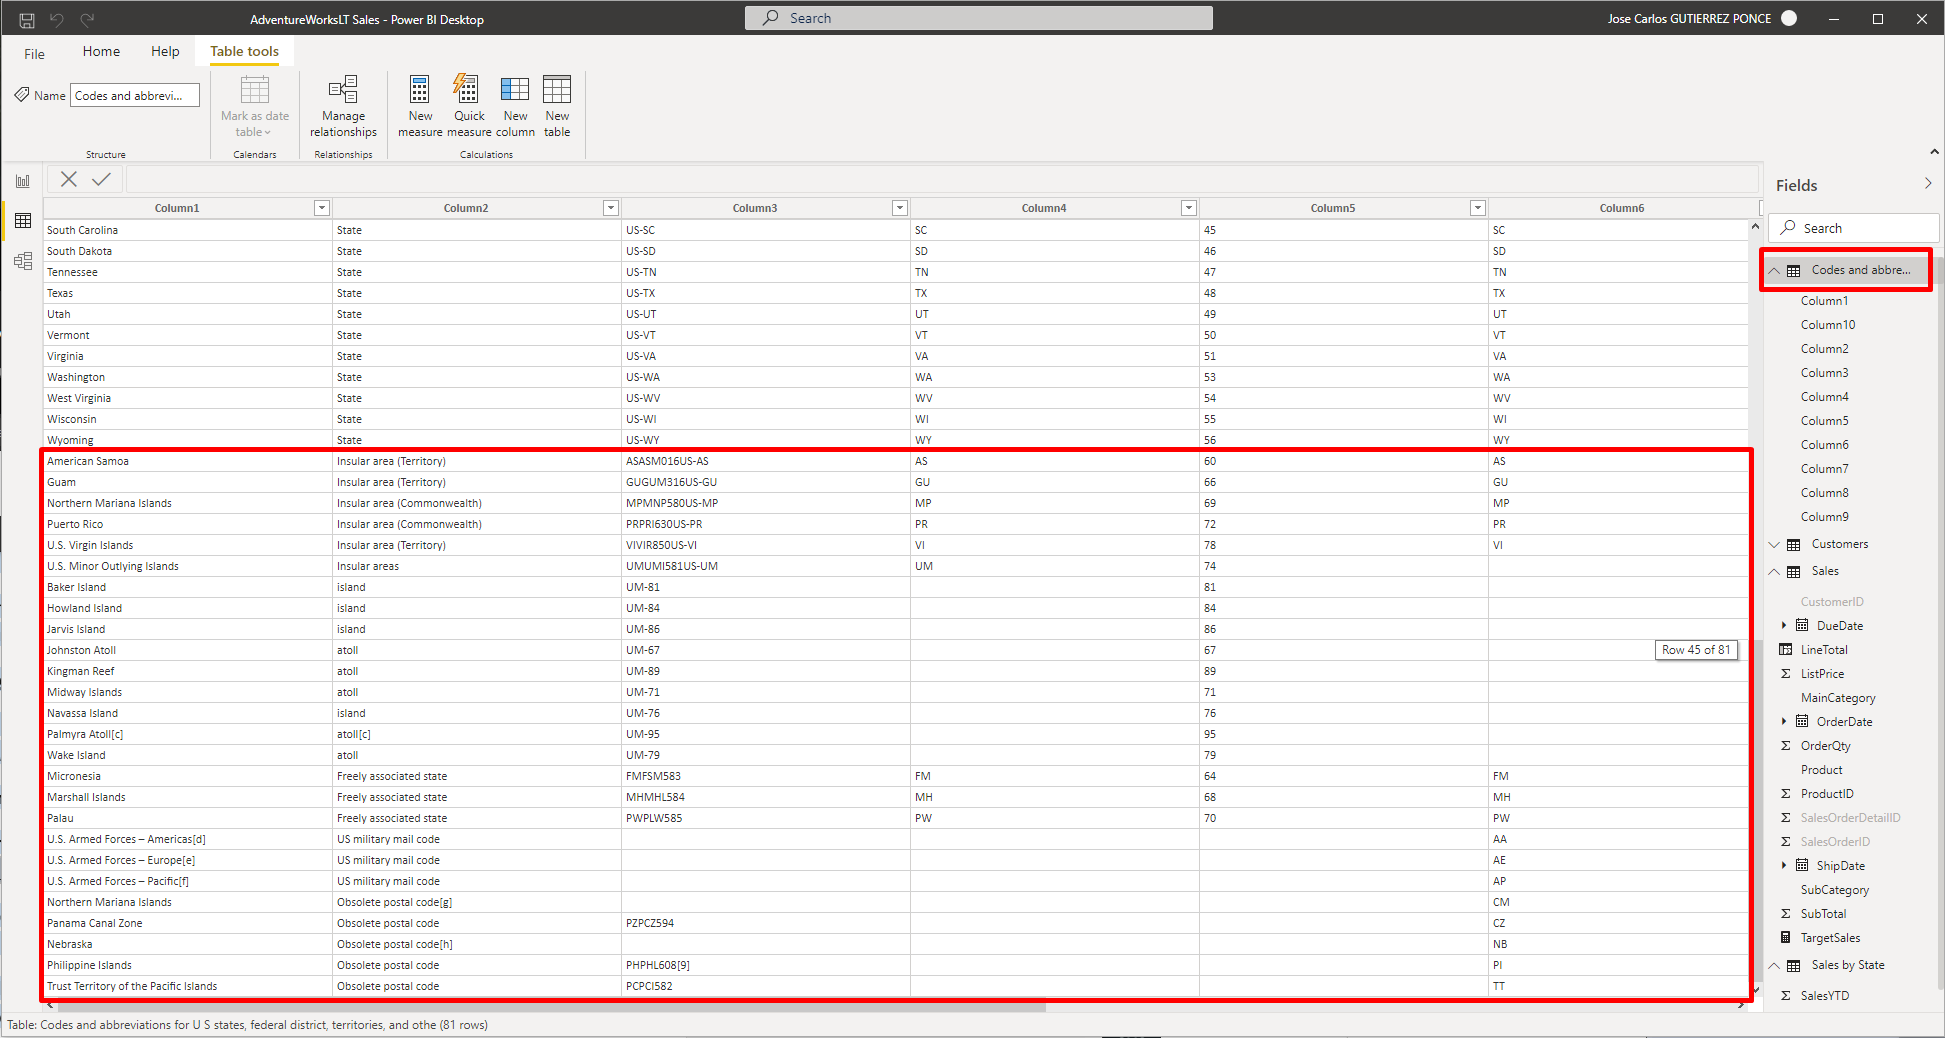 AdventureWorksLT Sales - Power BI Desktop
Search
Jose Carlos GUTIERREZ PONCE
File
Home
Help
Table tools
Name Codes and abbrevi...
Structure
Mark as date table
Calendars
Manage relationships
Relationships
New measure
Quick measure
New column
New table
Calculations
Column1 Column2 Column3 Column4 Column5 Column6
South Carolina State US-SC SC 45 SC
South Dakota State US-SD SD 46 SD
Tennessee State US-TN TN 47 TN
Texas State US-TX TX 48 TX
Utah State US-UT UT 49 UT
Vermont State US-VT VT 50 VT
Virginia State US-VA VA 51 VA
Washington State US-WA WA 53 WA
West Virginia State US-WV WV 54 WV
Wisconsin State US-WI WI 55 WI
Wyoming State US-WY WY 56 WY
American Samoa Insular area (Territory) ASASM016US-AS AS 60 AS
Guam Insular area (Territory) GUGUM316US-GU GU 66 GU
Northern Mariana Islands Insular area (Commonwealth) MPMNP580US-MP MP 69 MP
Puerto Rico Insular area (Commonwealth) PRPRI630US-PR PR 72 PR
U.S. Virgin Islands Insular area (Territory) VIVIR850US-VI VI 78 VI
U.S. Minor Outlying Islands Insular areas UMUMI581US-UM UM 74
Baker Island island UM-81 81
Howland Island island UM-84 84
Jarvis Island island UM-86 86
Johnston Atoll atoll UM-67 67
Row 45 of 81
Kingman Reef atoll UM-89 89
Midway Islands atoll UM-71 71
Navassa Island island UM-76 76
Palmyra Atoll[c] atoll[c] UM-95 95
Wake Island atoll UM-79 79
Micronesia Freely associated state FMFSM583 FM 64 FM
Marshall Islands Freely associated state MHMHL584 MH 68 MH
Palau Freely associated state PWPLW585 PW 70 PW
U.S. Armed Forces – Americas[d] US military mail code AA
U.S. Armed Forces – Europe[e] US military mail code AE
U.S. Armed Forces – Pacific[f] US military mail code AP
Northern Mariana Islands Obsolete postal code[g] CM
Panama Canal Zone Obsolete postal code PZPCZ594 CZ
Nebraska Obsolete postal code[h] NB
Philippine Islands Obsolete postal code PHPHL608[9] PI
Trust Territory of the Pacific Islands Obsolete postal code PCPCI582 TT
Table: Codes and abbreviations for U S states, federal district, territories, and othe (81 rows)
Fields
Search
Codes and abbre...
Column1
Column10
Column2
Column3
Column4
Column5
Column6
Column7
Column8
Column9
Customers
Sales
CustomerID
DueDate
LineTotal
ListPrice
MainCategory
OrderDate
OrderQty
Product
ProductID
SalesOrderDetailID
SalesOrderID
ShipDate
SubCategory
SubTotal
TargetSales
Sales by State
SalesYTD